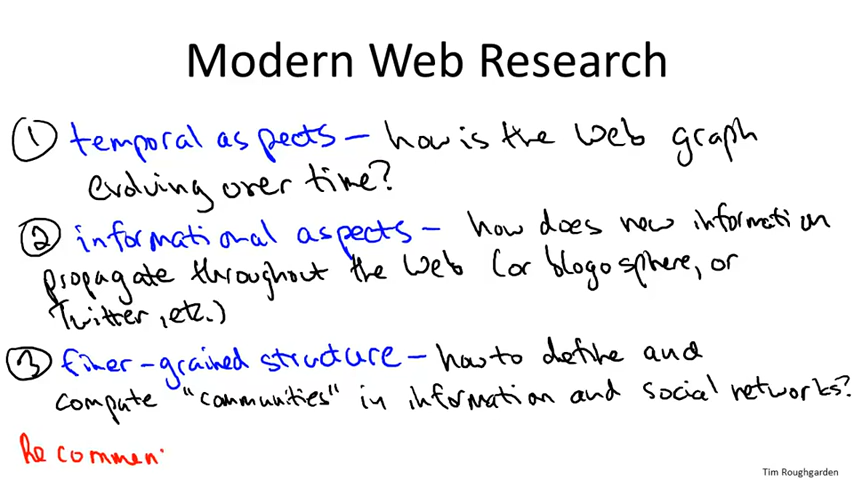 Modern Web Research
① temporal aspects – how is the web graph
evolving over time?
② informational aspects – how does new information
propagate throughout the Web (or blogosphere, or
Twitter, etc.)
③ finer-grained structure – how to define and
compute "communities" in information and social networks?
Recommen
Tim Roughgarden